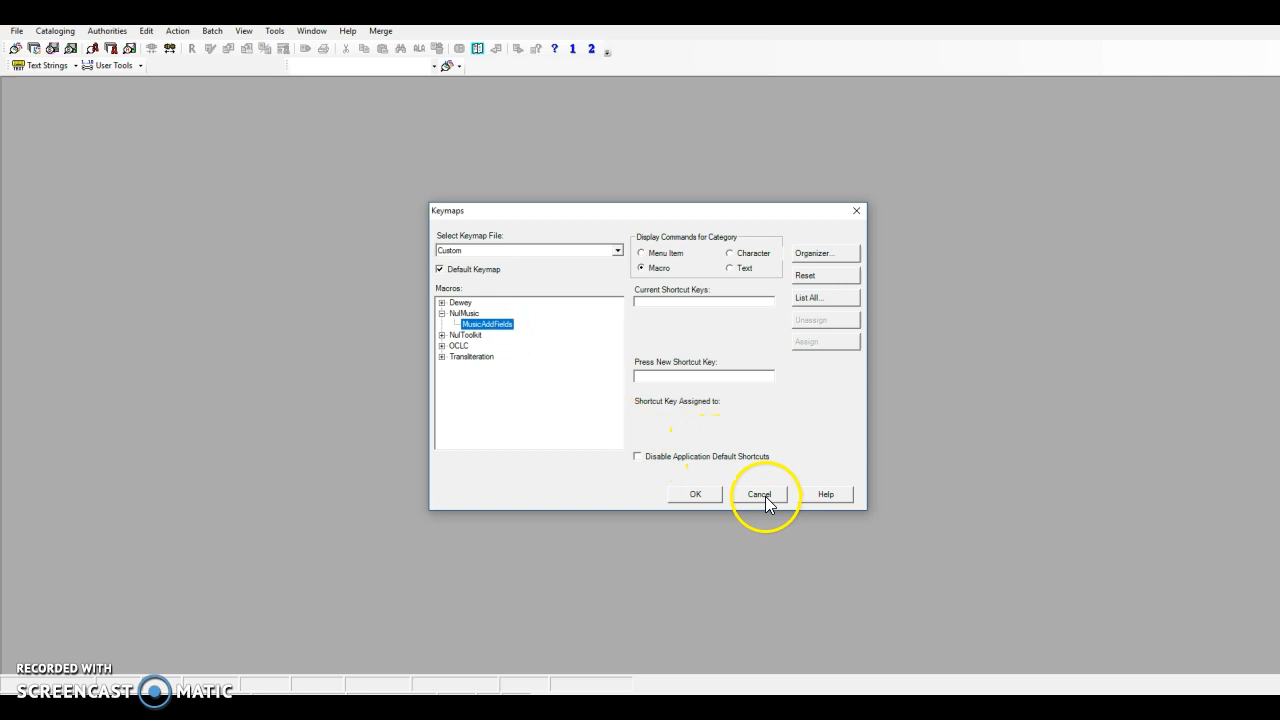 File Cataloging Authorities Edit Action Batch View Tools Window Help Merge
R ALA ? 1 2
Text Strings User Tools
Keymaps
Select Keymap File:
Custom
Default Keymap
Macros:
Dewey
NulMusic
MusicAddFields
NulToolkit
OCLC
Transliteration
Display Commands for Category
Menu Item Character
Macro Text
Current Shortcut Keys:
Press New Shortcut Key:
Shortcut Key Assigned to:
Disable Application Default Shortcuts
Organizer...
Reset
List All...
Unassign
Assign
OK Cancel Help
RECORDED WITH
SCREENCAST MATIC